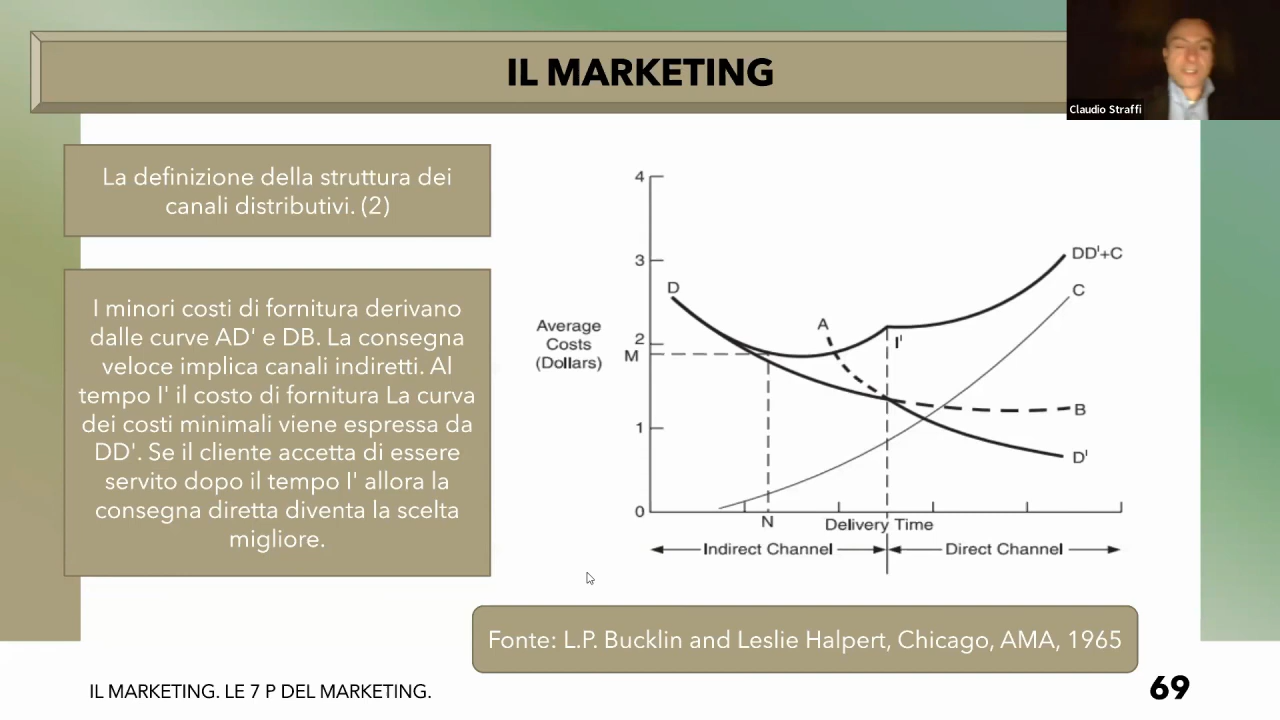 IL MARKETING
Claudio Straffi
La definizione della struttura dei
canali distributivi. (2)
I minori costi di fornitura derivano
dalle curve AD' e DB. La consegna
veloce implica canali indiretti. Al
tempo I' il costo di fornitura La curva
dei costi minimali viene espressa da
DD'. Se il cliente accetta di essere
servito dopo il tempo I' allora la
consegna diretta diventa la scelta
migliore.
4
3
2
1
0
Average
Costs
(Dollars)
M
D
A
I'
DD'+C
C
B
D'
N
Delivery Time
Indirect Channel
Direct Channel
Fonte: L.P. Bucklin and Leslie Halpert, Chicago, AMA, 1965
IL MARKETING. LE 7 P DEL MARKETING.
69